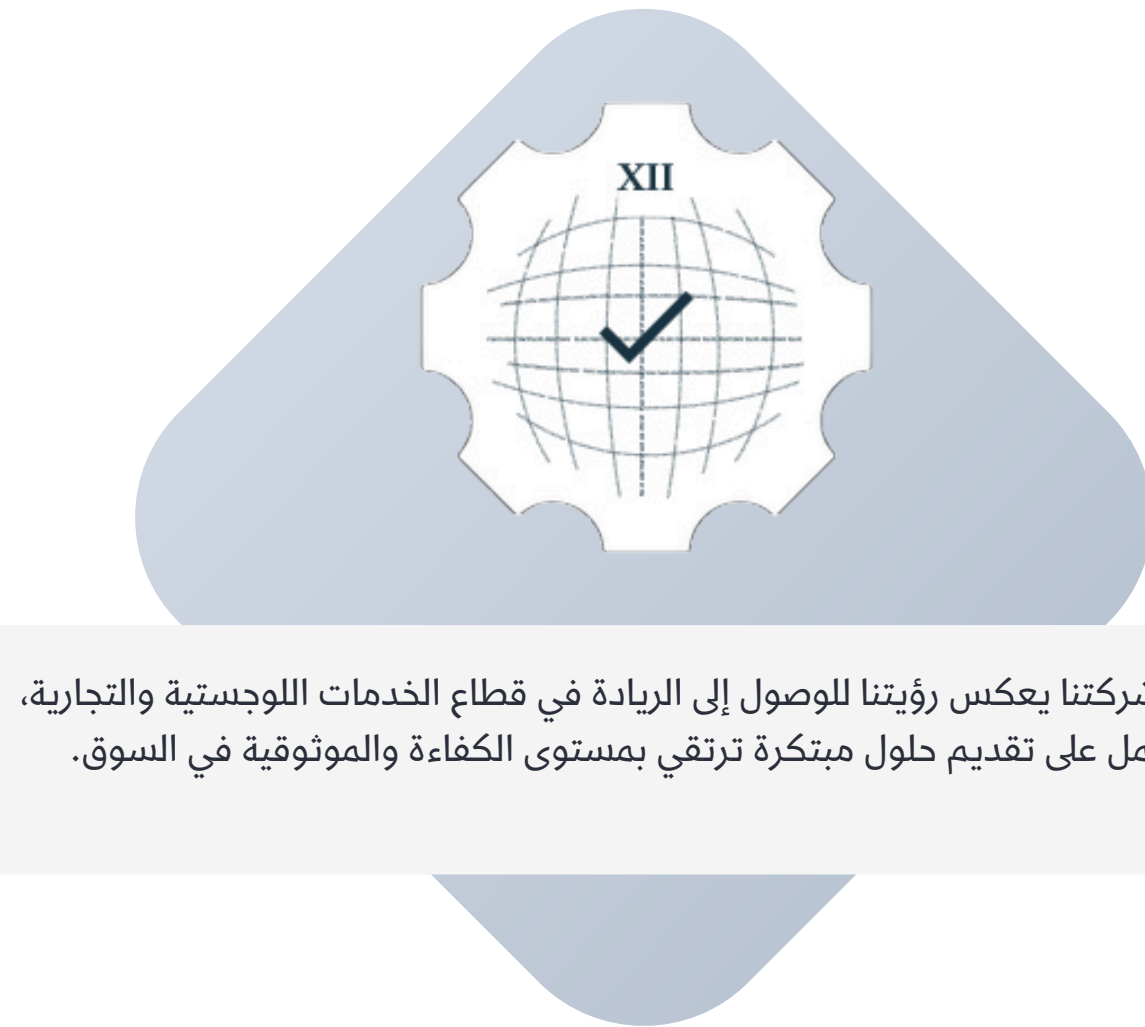 XII
شركتنا يعكس رؤيتنا للوصول إلى الريادة في قطاع الخدمات اللوجستية والتجارية،
على تقديم حلول مبتكرة ترتقي بمستوى الكفاءة والموثوقية في السوق.